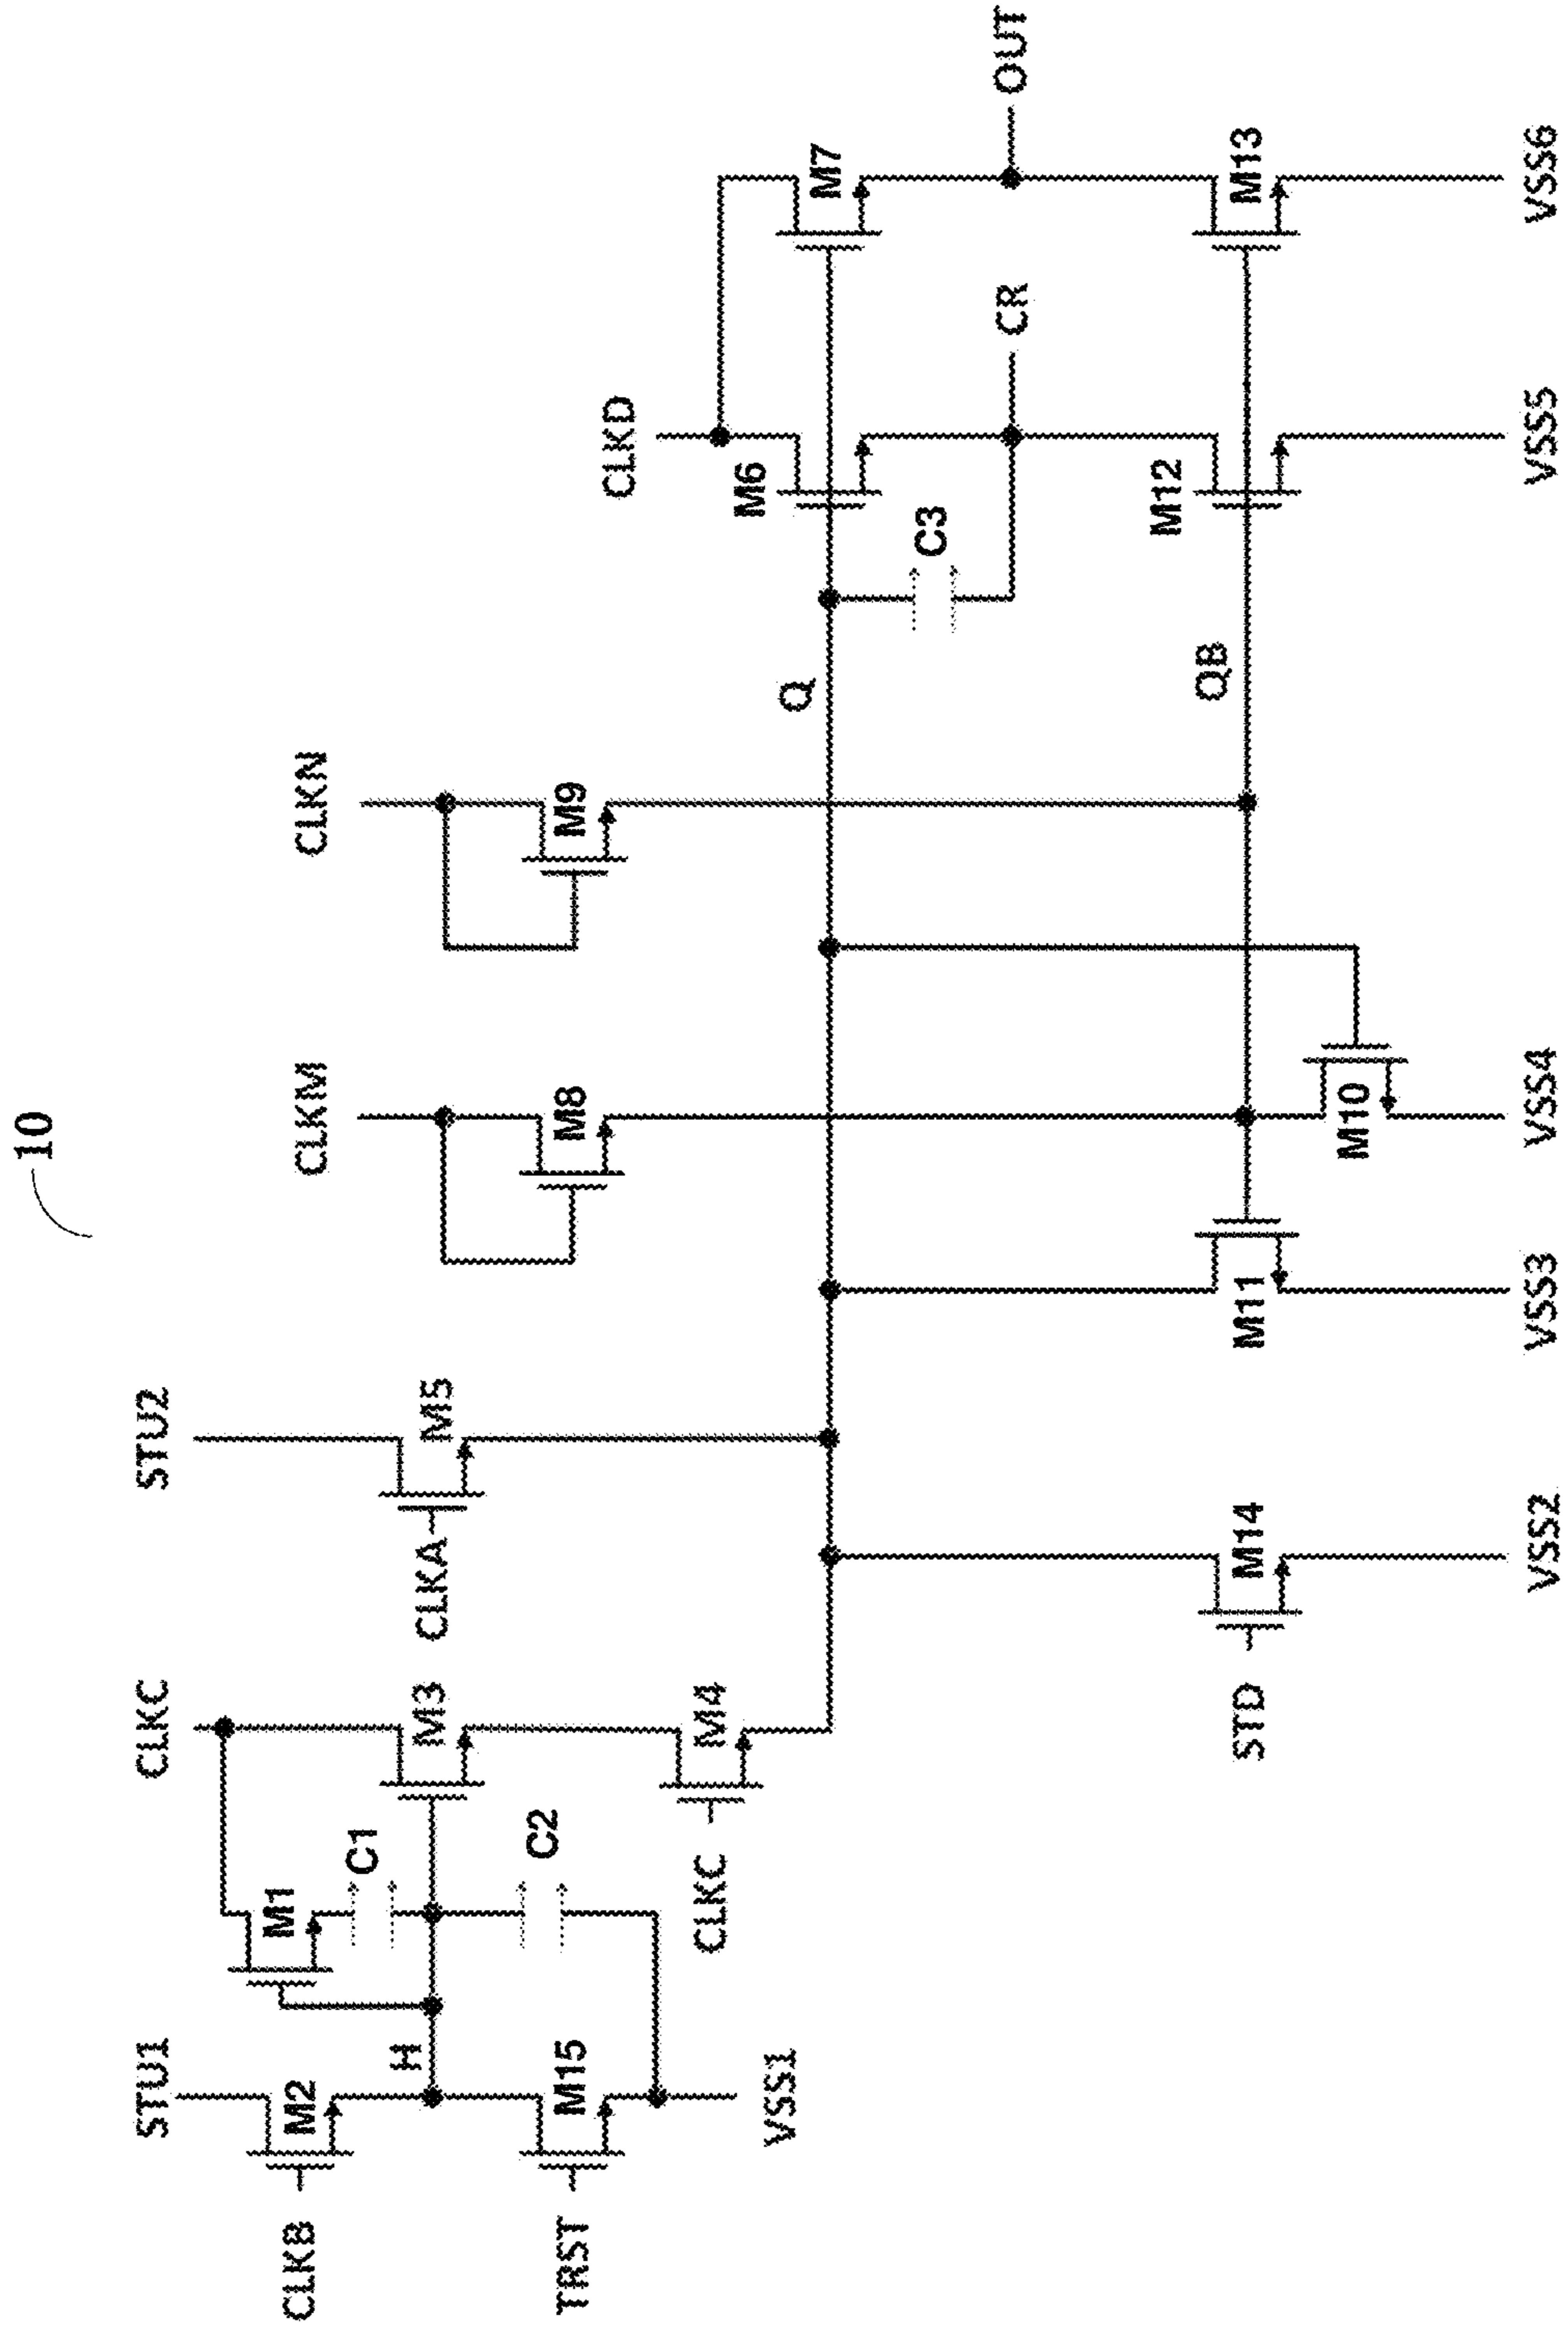 10
STU1
CLKC
STU2
CLKM
CLKN
CLKD
CLKB
M2
M1
C1
H
M3
CLKA
M5
M8
M9
TRST
M15
C2
VSS1
CLKC
M4
Q
M6
M7
C3
CR
OUT
STD
M14
M11
M10
QB
M12
M13
VSS2
VSS3
VSS4
VSS5
VSS6